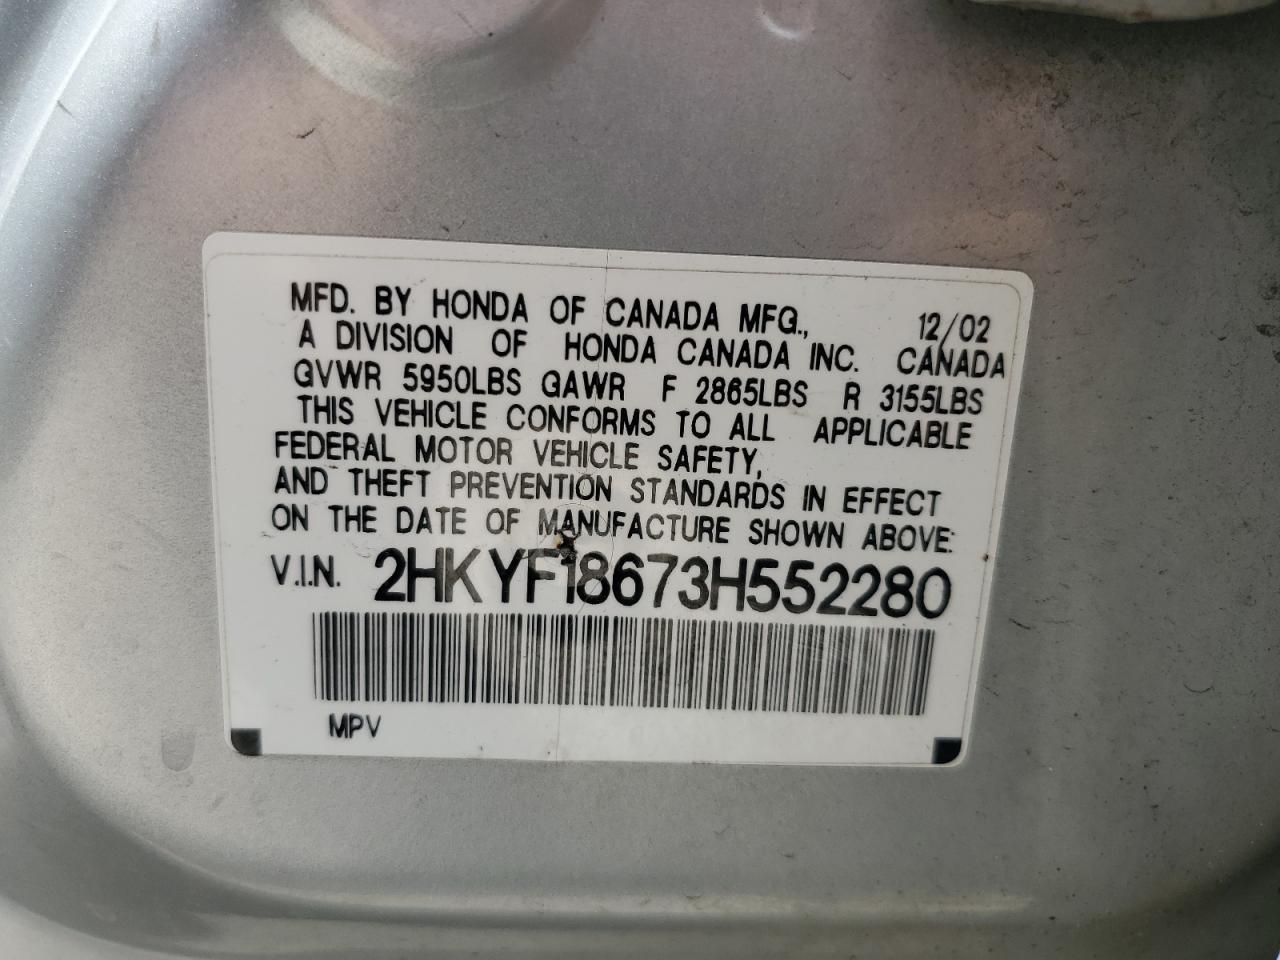 MFD. BY HONDA OF CANADA MFG., 12/02
A DIVISION OF HONDA CANADA INC. CANADA
GVWR 5950LBS GAWR F 2865LBS R 3155LBS
THIS VEHICLE CONFORMS TO ALL APPLICABLE
FEDERAL MOTOR VEHICLE SAFETY,
AND THEFT PREVENTION STANDARDS IN EFFECT
ON THE DATE OF MANUFACTURE SHOWN ABOVE:
V.I.N. 2HKYF18673H552280
MPV